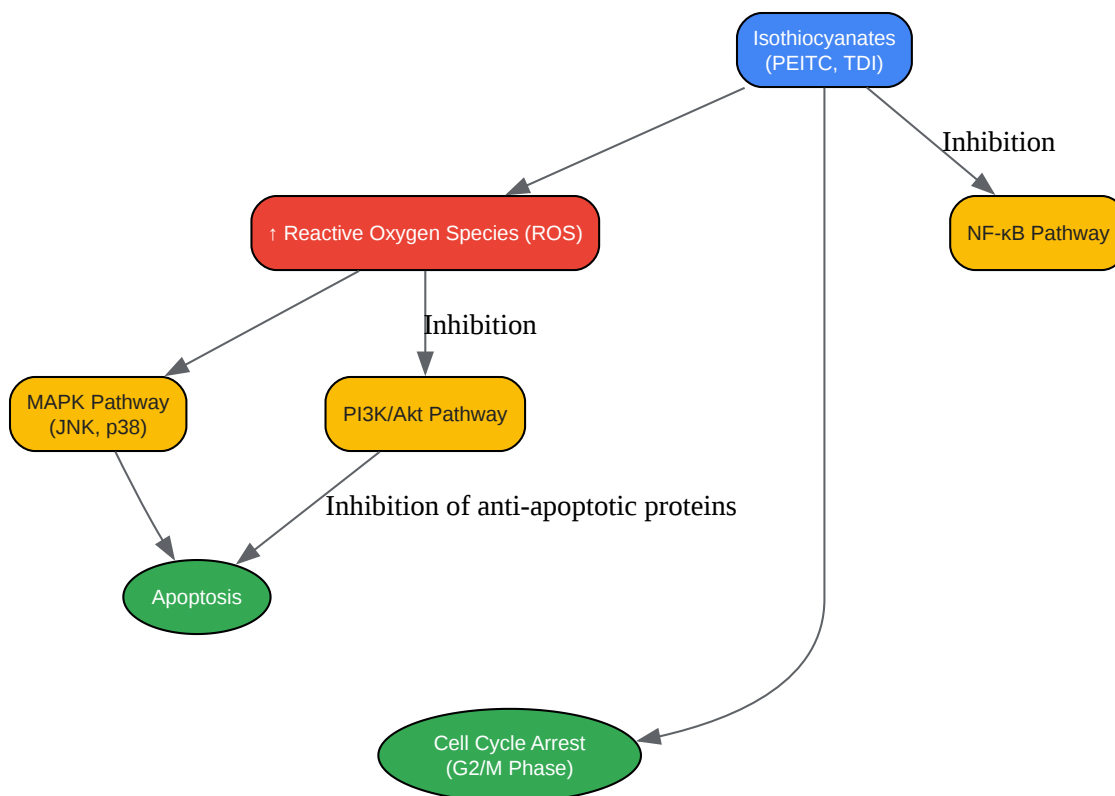 Isothiocyanates
(PEITC, TDI)
Inhibition
↑ Reactive Oxygen Species (ROS)
NF-κB Pathway
Inhibition
MAPK Pathway
(JNK, p38)
PI3K/Akt Pathway
Inhibition of anti-apoptotic proteins
Apoptosis
Cell Cycle Arrest
(G2/M Phase)